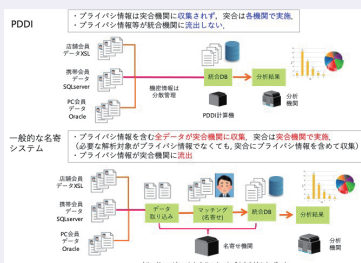 PDDI
・プライバシ情報は突合機関に収集されず，突合は各機関で実施．
・プライバシ情報等が統合機関に流出しない．
店舗会員
データXSL
携帯会員
データ
SQLserver
PC会員
データ
Oracle
機密情報は
分散管理
統合DB
分析結果
PDDI計算機
分析
機関
一般的な名寄
システム
・プライバシ情報を含む全データが突合機関に収集，突合は突合機関で実施．
（必要な解析対象がプライバシ情報でなくても，突合にプライバシ情報を含めて収集）
・プライバシ情報が突合機関に流出
店舗会員
データXSL
携帯会員
データ
SQLserver
PC会員
データ
Oracle
データ
取り込み
マッチング
(名寄せ)
統合DB
分析結果
名寄せ機関
分析
機関